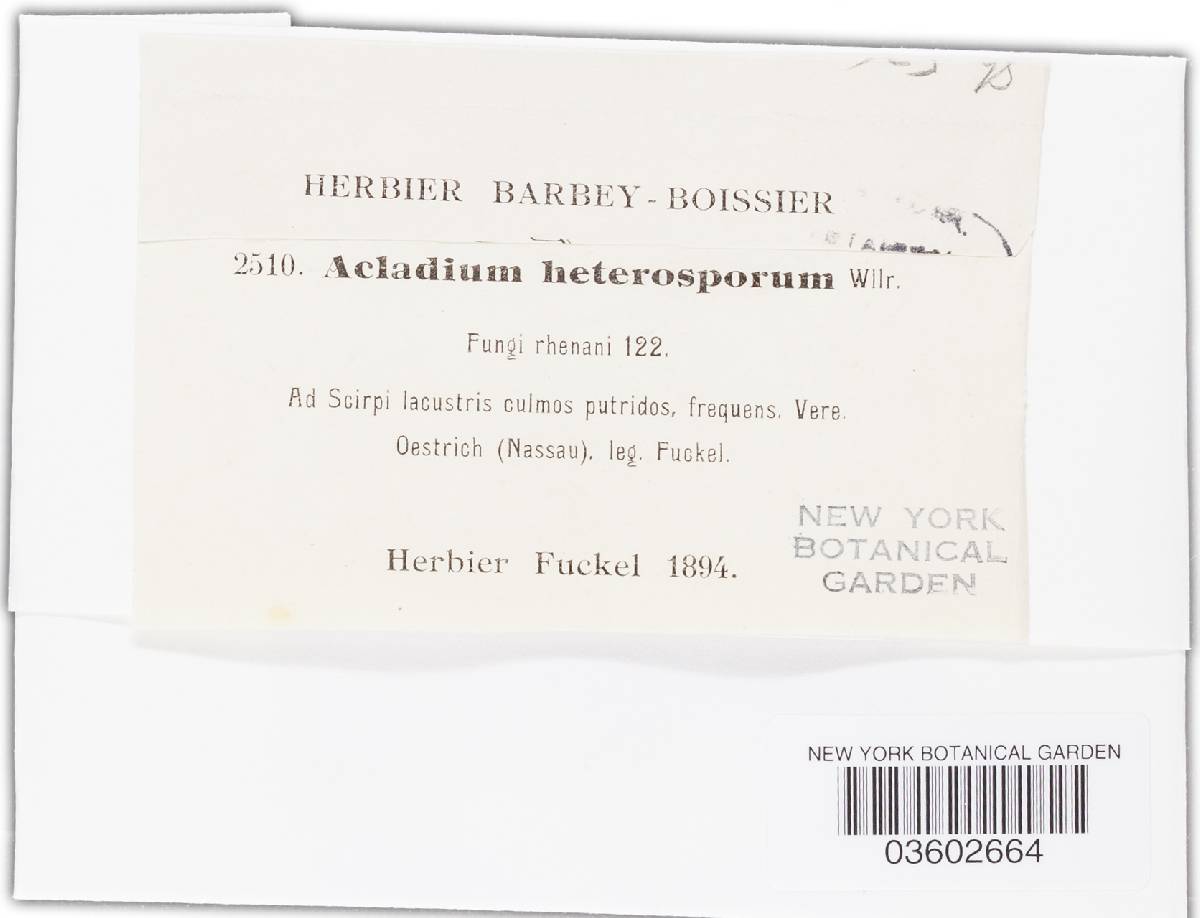 HERBIER BARBEY-BOISSIER
2510. Acladium heterosporum Wllr.
Fungi rhenani 122.
Ad Scirpi lacustris culmos putridos, frequens. Vere.
Oestrich (Nassau). leg. Fuckel.
Herbier Fuckel 1894.
NEW YORK
BOTANICAL
GARDEN
NEW YORK BOTANICAL GARDEN
03602664